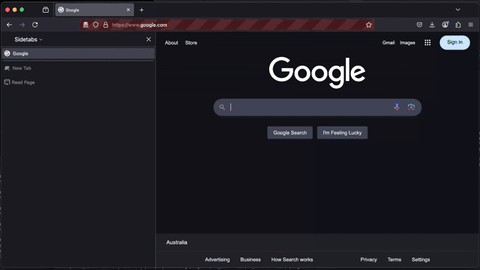 Google
https://www.google.com
Sidetabs
Google
New Tab
Read Page
About
Store
Gmail
Images
Sign in
Google
Google Search
I'm Feeling Lucky
Australia
Advertising
Business
How Search works
Privacy
Terms
Settings